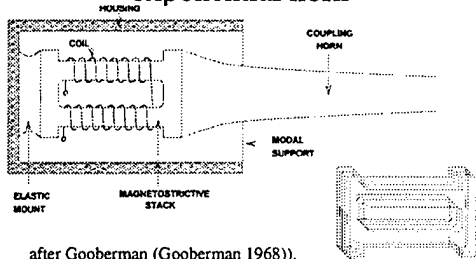 HOUSING
COIL
COUPLING
HORN
MODAL
SUPPORT
ELASTIC
MOUNT
MAGNETOSTRICTIVE
STACK
after Gooberman (Gooberman 1968)).